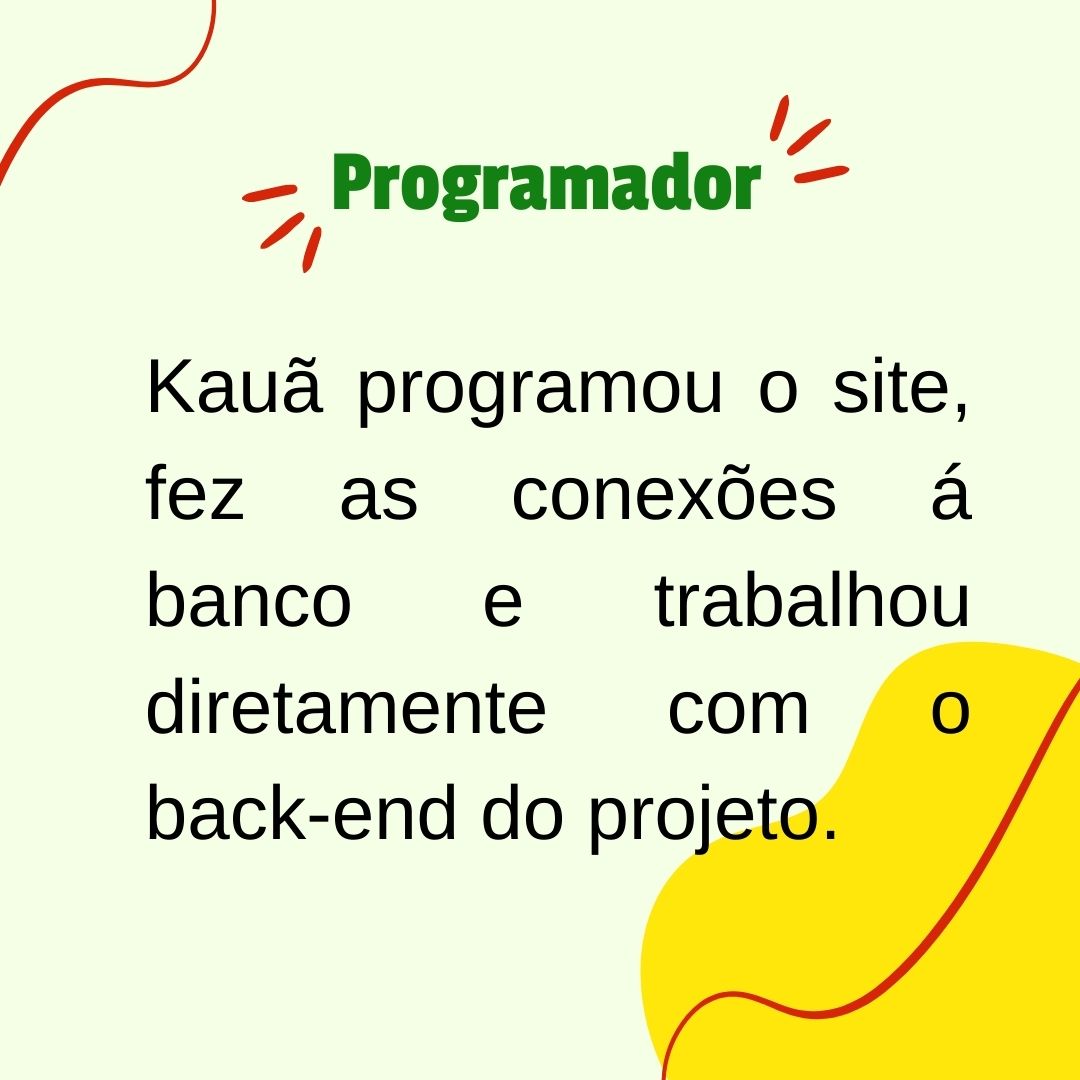 Programador
Kauã programou o site,
fez as conexões á
banco e trabalhou
diretamente com o
back-end do projeto.